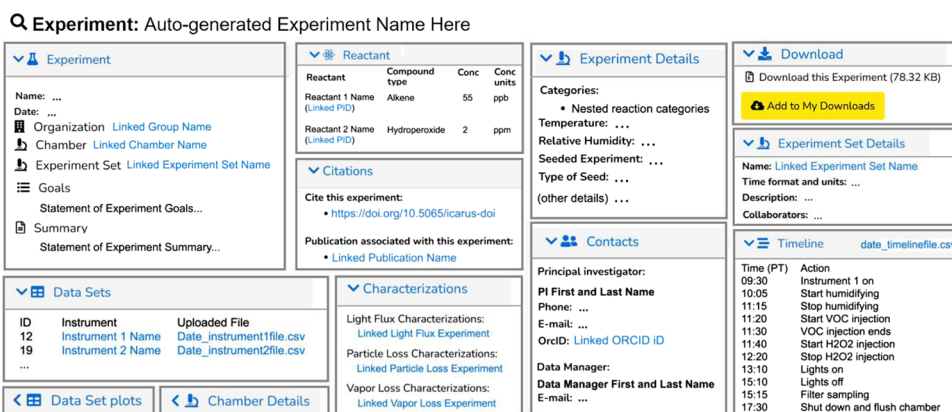 Experiment: Auto-generated Experiment Name Here
Experiment
Name: ...
Date: ...
Organization Linked Group Name
Chamber Linked Chamber Name
Experiment Set Linked Experiment Set Name
Goals
Statement of Experiment Goals...
Summary
Statement of Experiment Summary...
Data Sets
ID Instrument Uploaded File
12 Instrument 1 Name Date_instrument1file.csv
19 Instrument 2 Name Date_instrument2file.csv
...
Data Set plots
Chamber Details
Reactant
Reactant Compound type Conc Conc units
Reactant 1 Name Alkene 55 ppb
(Linked PID)
Reactant 2 Name Hydroperoxide 2 ppm
(Linked PID)
Citations
Cite this experiment:
• https://doi.org/10.5065/icarus-doi
Publication associated with this experiment:
• Linked Publication Name
Characterizations
Light Flux Characterizations:
Linked Light Flux Experiment
Particle Loss Characterizations:
Linked Particle Loss Experiment
Vapor Loss Characterizations:
Linked Vapor Loss Experiment
Experiment Details
Categories:
• Nested reaction categories
Temperature: ...
Relative Humidity: ...
Seeded Experiment: ...
Type of Seed: ...
(other details) ...
Contacts
Principal investigator:
PI First and Last Name
Phone: ...
E-mail: ...
OrcID: Linked ORCID iD
Data Manager:
Data Manager First and Last Name
E-mail: ...
Download
Download this Experiment (78.32 KB)
Add to My Downloads
Experiment Set Details
Name: Linked Experiment Set Name
Time format and units: ...
Description: ...
Collaborators: ...
Timeline date_timelinefile.csv
Time (PT) Action
09:30 Instrument 1 on
10:05 Start humidifying
11:15 Stop humidifying
11:20 Start VOC injection
11:30 VOC injection ends
11:40 Start H2O2 injection
12:20 Stop H2O2 injection
13:10 Lights on
15:10 Lights off
15:15 Filter sampling
17:30 Shut down and flush chamber